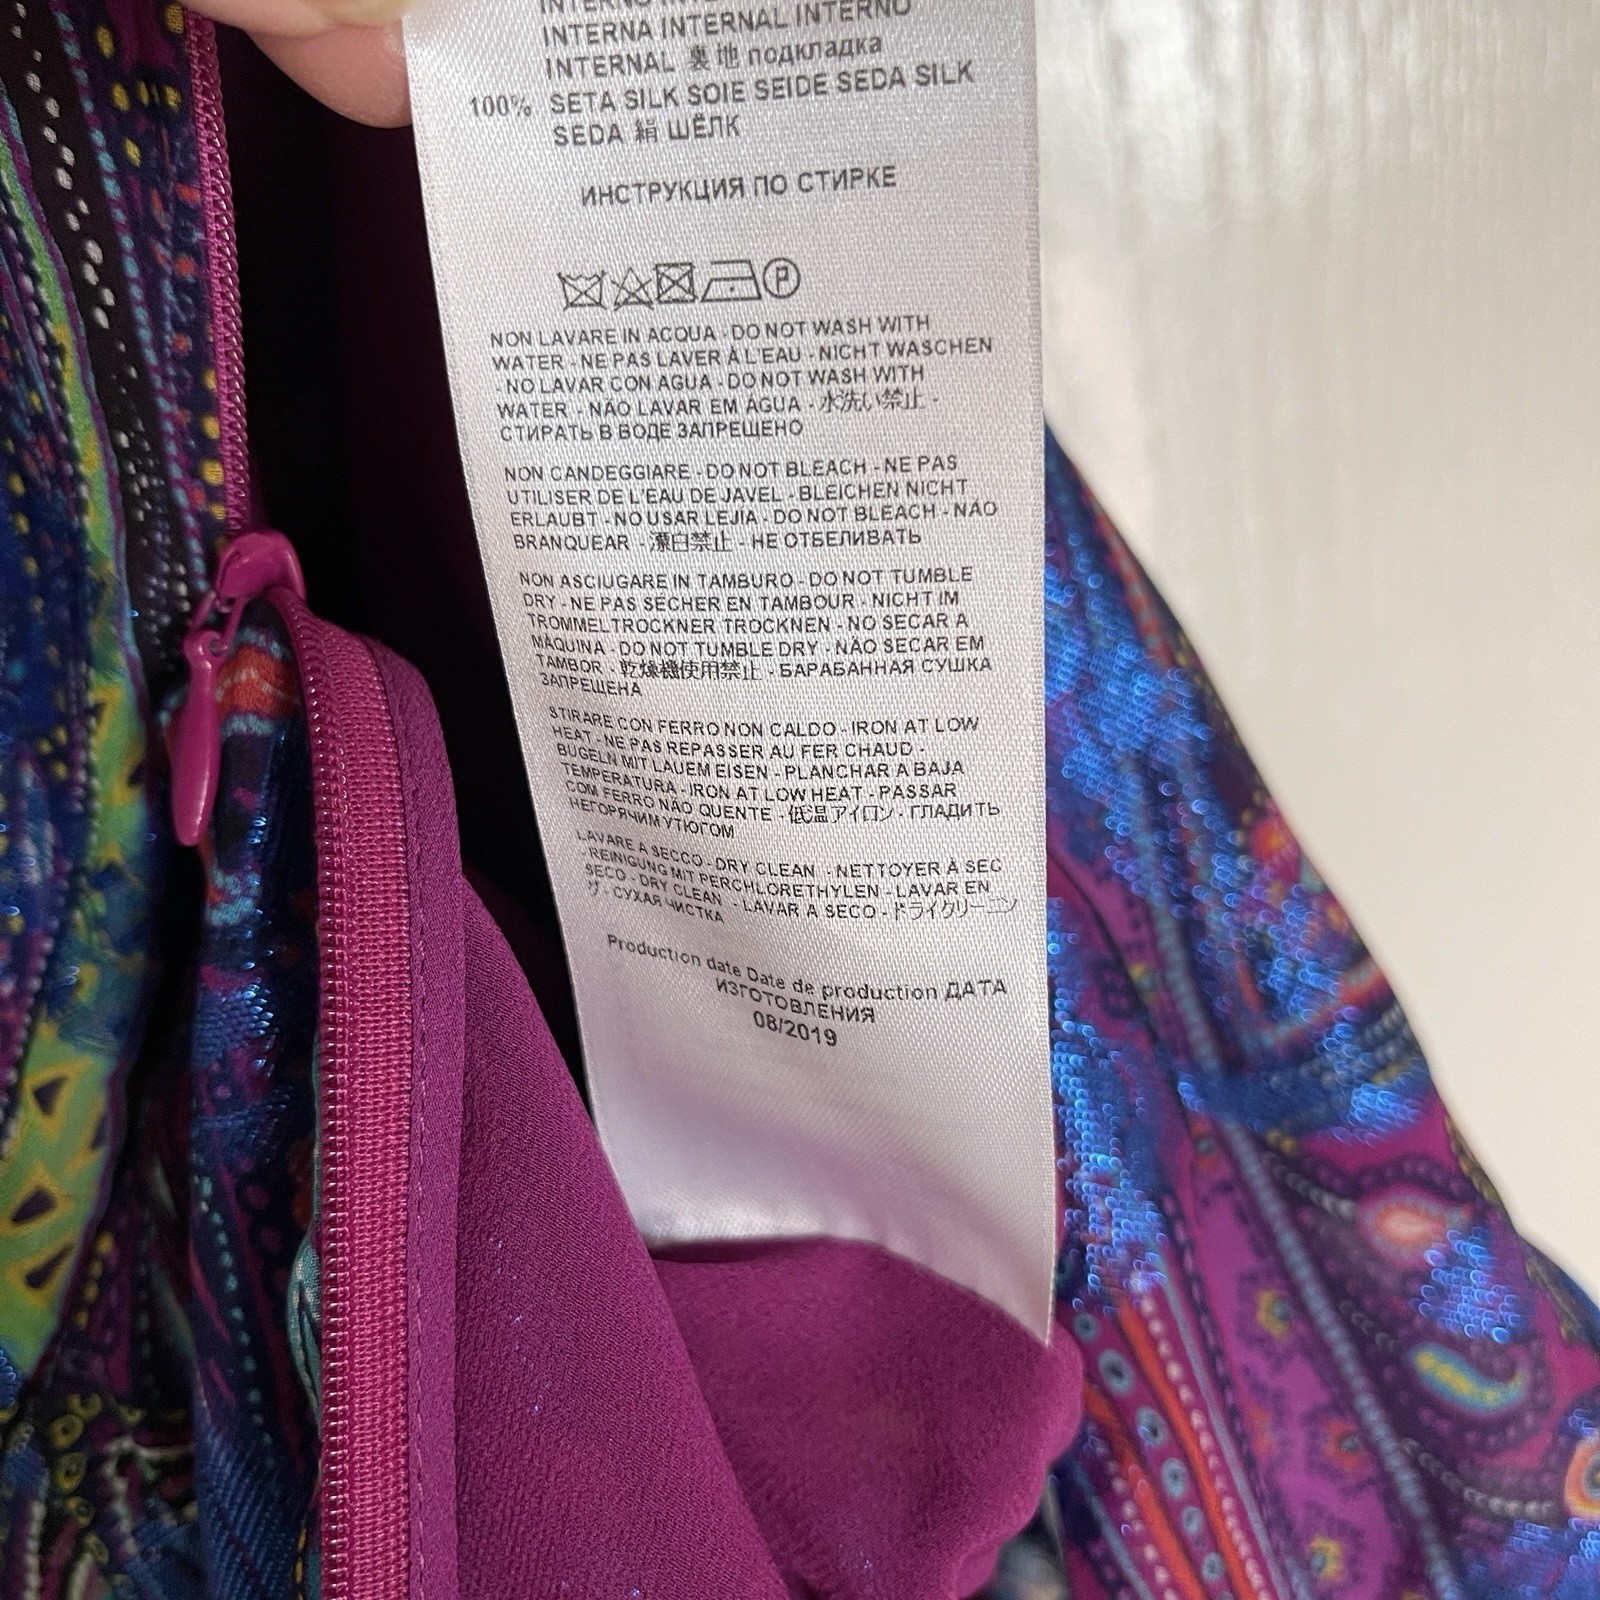 INTERNA INTERNAL INTERNO
INTERNAL 裏地 подкладка
100% SETA SILK SOIE SEIDE SEDA SILK
SEDA 絹 ШЁЛК
ИНСТРУКЦИЯ ПО СТИРКЕ
P
NON LAVARE IN ACQUA - DO NOT WASH WITH
WATER - NE PAS LAVER À L'EAU - NICHT WASCHEN
- NO LAVAR CON AGUA - DO NOT WASH WITH
WATER - NÃO LAVAR EM ÁGUA - 水洗い禁止 -
СТИРАТЬ В ВОДЕ ЗАПРЕЩЕНО
NON CANDEGGIARE - DO NOT BLEACH - NE PAS
UTILISER DE L'EAU DE JAVEL - BLEICHEN NICHT
ERLAUBT - NO USAR LEJIA - DO NOT BLEACH - NÃO
BRANQUEAR - 漂白禁止 - НЕ ОТБЕЛИВАТЬ
NON ASCIUGARE IN TAMBURO - DO NOT TUMBLE
DRY - NE PAS SÉCHER EN TAMBOUR - NICHT IM
TROMMELTROCKNER TROCKNEN - NO SECAR A
MÁQUINA - DO NOT TUMBLE DRY - NÃO SECAR EM
TAMBOR - 乾燥機使用禁止 - БАРАБАННАЯ СУШКА
ЗАПРЕЩЕНА
STIRARE CON FERRO NON CALDO - IRON AT LOW
HEAT - NE PAS REPASSER AU FER CHAUD -
BUGELN MIT LAUEM EISEN - PLANCHAR A BAJA
TEMPERATURA - IRON AT LOW HEAT - PASSAR
COM FERRO NÃO QUENTE - 低温アイロン - ГЛАДИТЬ
НЕГОРЯЧИМ УТЮГОМ
LAVARE A SECCO - DRY CLEAN - NETTOYER À SEC
- REINIGUNG MIT PERCHLORETHYLEN - LAVAR EN
SECO - DRY CLEAN - LAVAR A SECO - ドライクリーニン
グ - СУХАЯ ЧИСТКА
Production date Date de production ДАТА
ИЗГОТОВЛЕНИЯ
08/2019